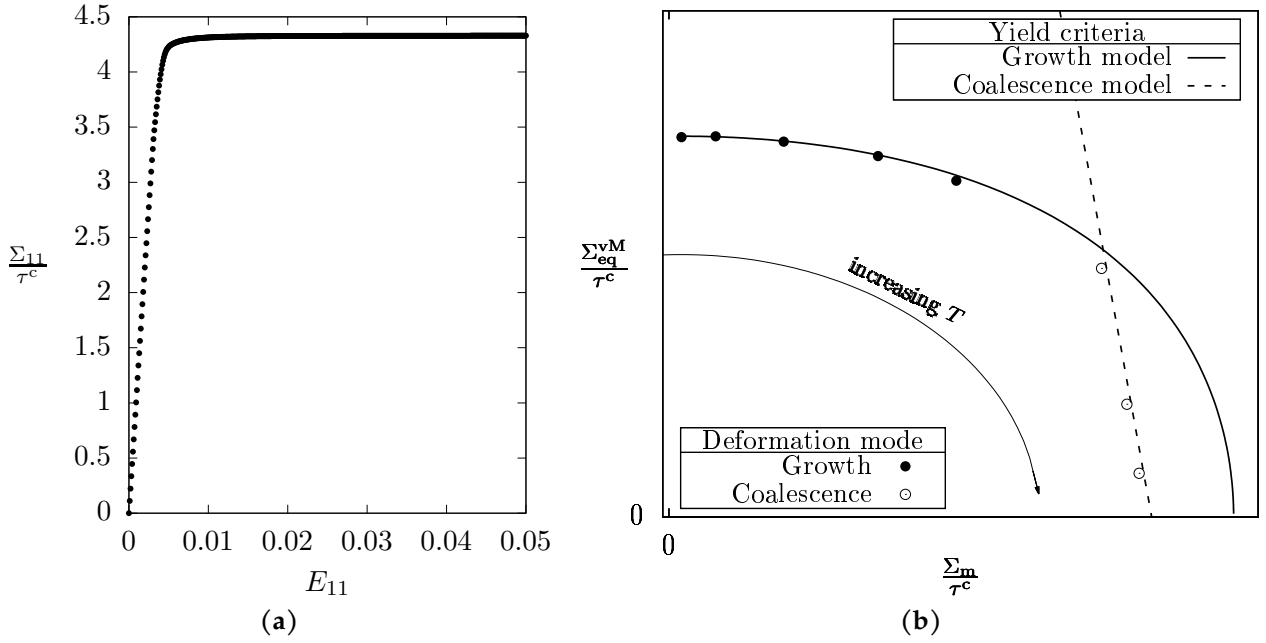 4.5
4
3.5
3
2.5
2
1.5
1
0.5
0
Σ11
τc
0 0.01 0.02 0.03 0.04 0.05
E11
(a)
Yield criteria
Growth model
Coalescence model
ΣvM eq
τc
increasing T
Deformation mode
Growth
Coalescence
0
0
Σm
τc
(b)